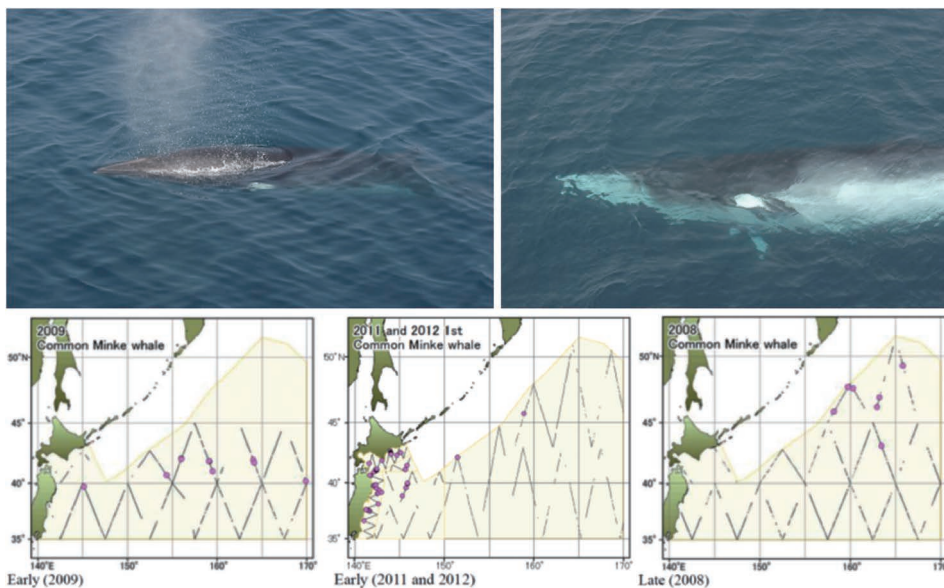 2009
Common Minke whale
50°N
45°
40°
35°
140°E
150°
160°
170°
Early (2009)
2011 and 2012 1st
Common Minke whale
50°N
45°
40°
35°
140°E
150°
160°
170°
Early (2011 and 2012)
2008
Common Minke whale
50°N
45°
40°
35°
140°E
150°
160°
170°
Late (2008)